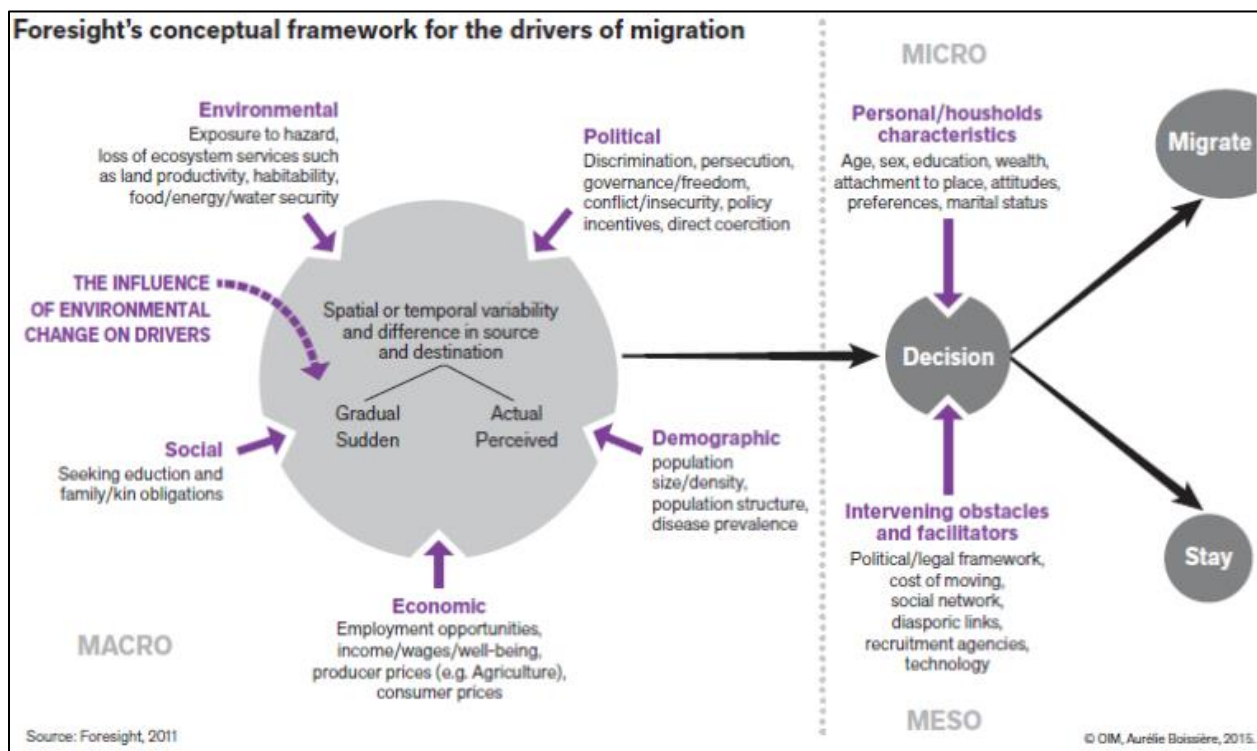 Foresight's conceptual framework for the drivers of migration
MICRO
Environmental
Exposure to hazard,
loss of ecosystem services such
as land productivity, habitability,
food/energy/water security
Political
Discrimination, persecution,
governance/freedom,
conflict/insecurity, policy
incentives, direct coercition
Personal/housholds
characteristics
Age, sex, education, wealth,
attachment to place, attitudes,
preferences, marital status
Migrate
THE INFLUENCE
OF ENVIRONMENTAL
CHANGE ON DRIVERS
Spatial or temporal variability
and difference in source
and destination
Gradual
Sudden
Actual
Perceived
Decision
Social
Seeking eduction and
family/kin obligations
Demographic
population
size/density,
population structure,
disease prevalence
Intervening obstacles
and facilitators
Political/legal framework,
cost of moving,
social network,
diasporic links,
recruitment agencies,
technology
Stay
Economic
Employment opportunities,
income/wages/well-being,
producer prices (e.g. Agriculture),
consumer prices
MACRO
MESO
Source: Foresight, 2011
© OIM, Aurélie Boissière, 2015.